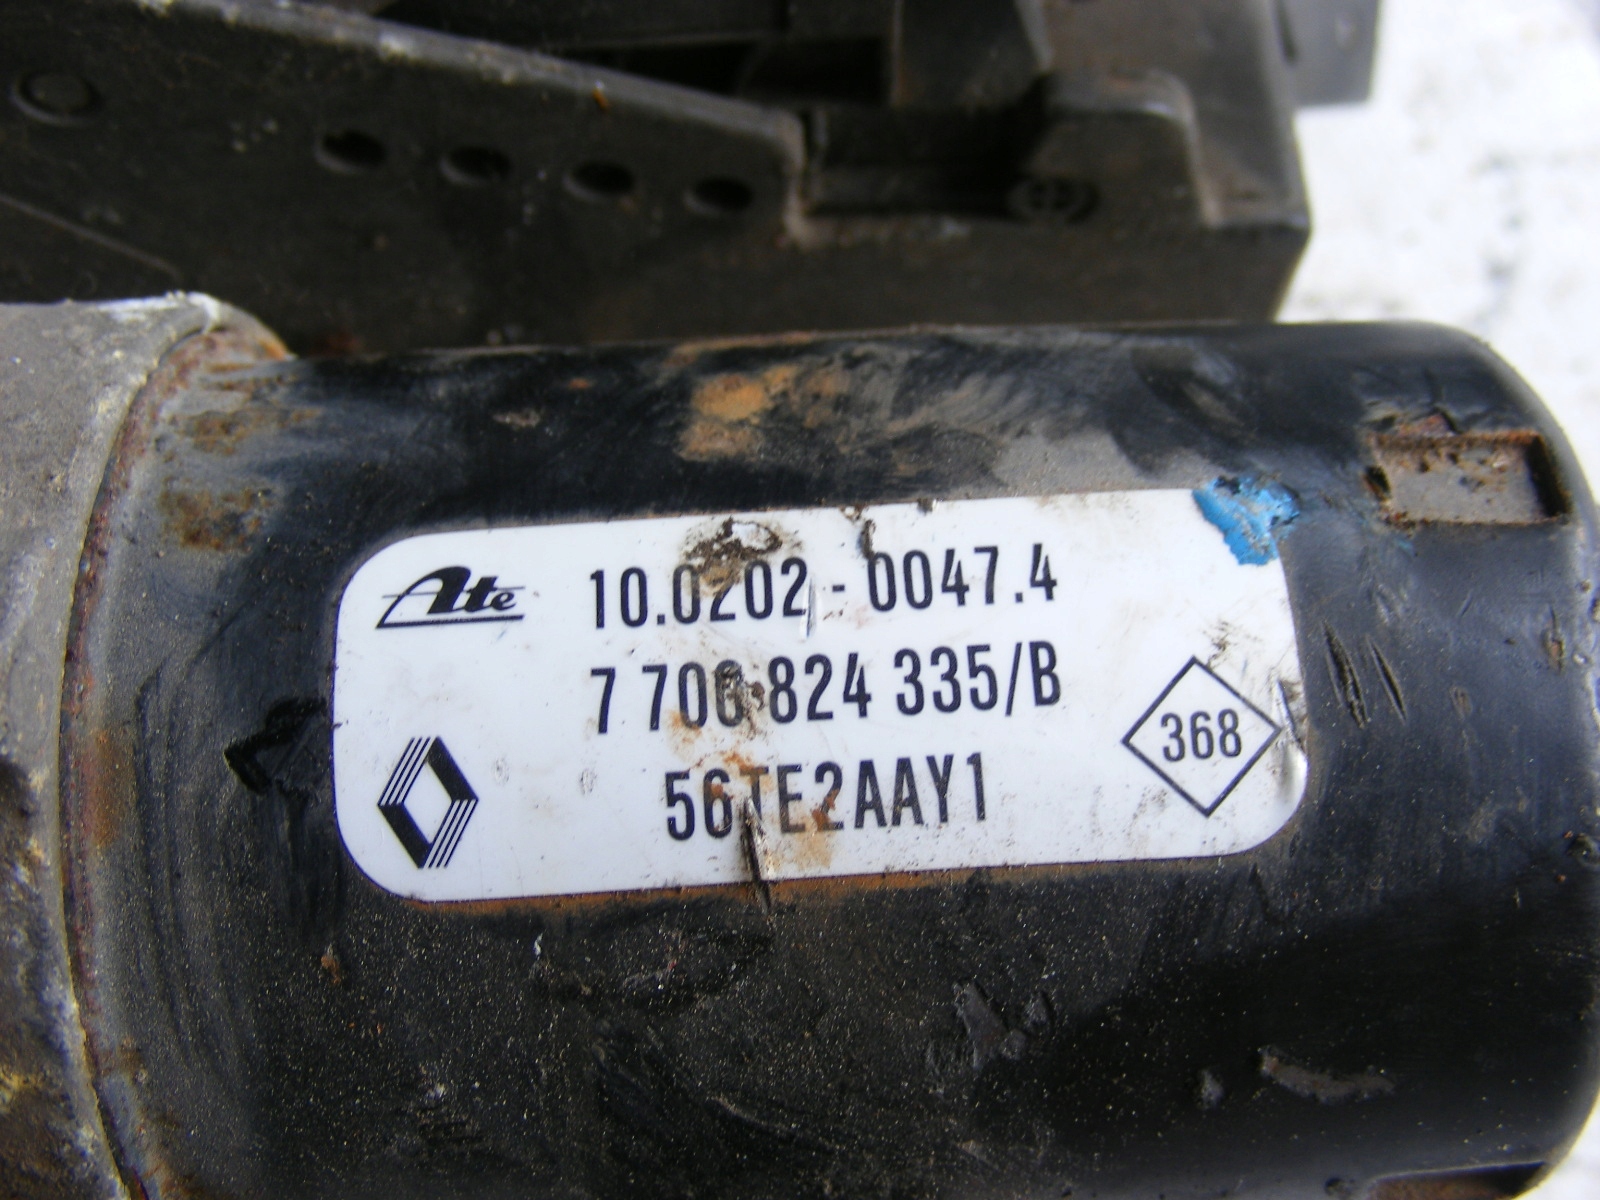 Ate 10.0202-0047.4
7 700 824 335/B
368
56TE2AAY1